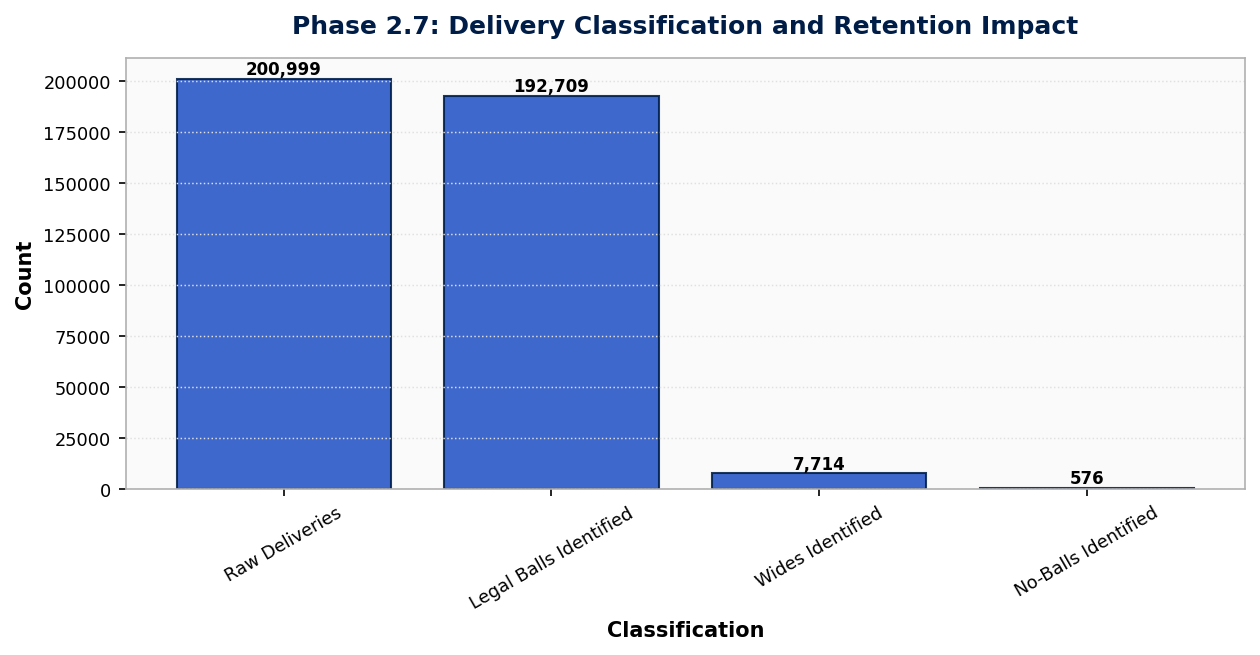 Phase 2.7: Delivery Classification and Retention Impact
Count
200000
175000
150000
125000
100000
75000
50000
25000
0
200,999
192,709
7,714
576
Raw Deliveries
Legal Balls Identified
Wides Identified
No-Balls Identified
Classification